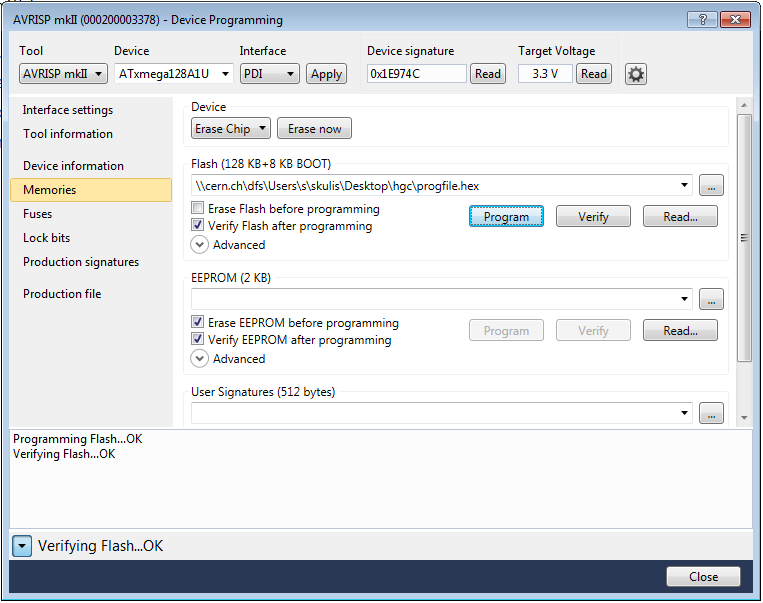 AVRISP mkII (000200003378) - Device Programming
Tool Device Interface Device signature Target Voltage
AVRISP mkII ATxmega128A1U PDI Apply 0x1E974C Read 3.3 V Read
Interface settings
Tool information
Device information
Memories
Fuses
Lock bits
Production signatures
Production file
Device
Erase Chip Erase now
Flash (128 KB+8 KB BOOT)
\\cern.ch\dfs\Users\s\skulis\Desktop\hgc\progfile.hex ...
Erase Flash before programming
Verify Flash after programming
Program Verify Read...
Advanced
EEPROM (2 KB)
...
Erase EEPROM before programming
Verify EEPROM after programming
Program Verify Read...
Advanced
User Signatures (512 bytes)
...
Programming Flash...OK
Verifying Flash...OK
Verifying Flash...OK
Close